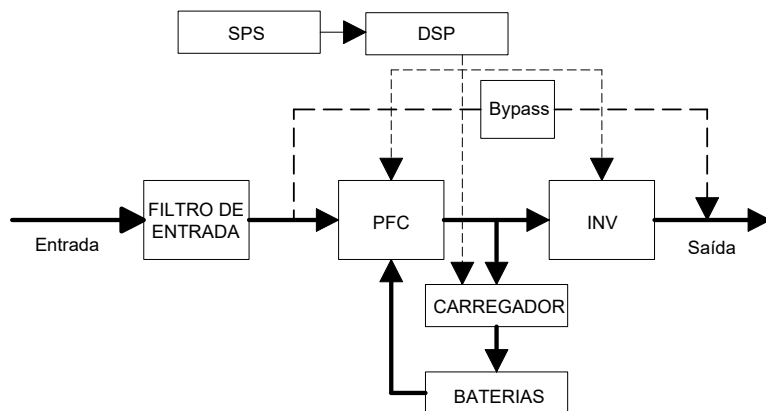 SPS
DSP
Bypass
FILTRO DE
ENTRADA
PFC
INV
Entrada
Saída
CARREGADOR
BATERIAS